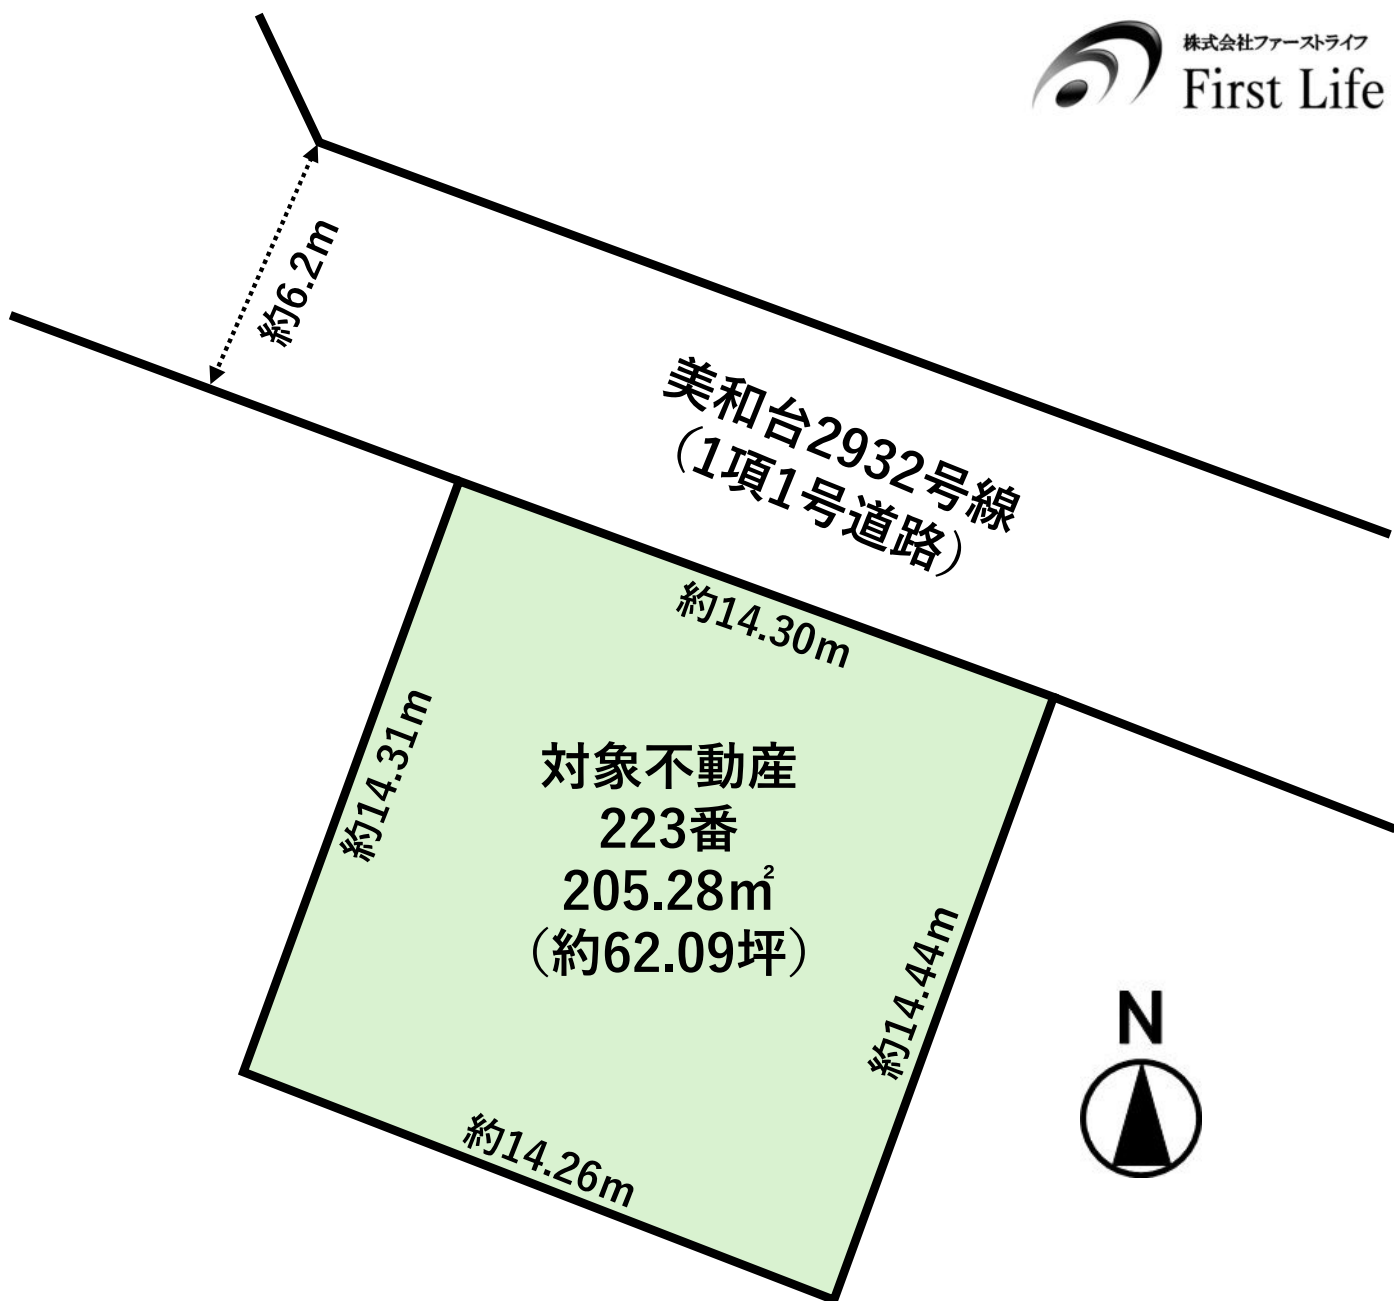 株式会社ファーストライフ
First Life
約6.2m
美和台2932号線
（1項1号道路）
約14.30m
約14.31m
対象不動産
223番
205.28㎡
（約62.09坪）
約14.44m
約14.26m
N